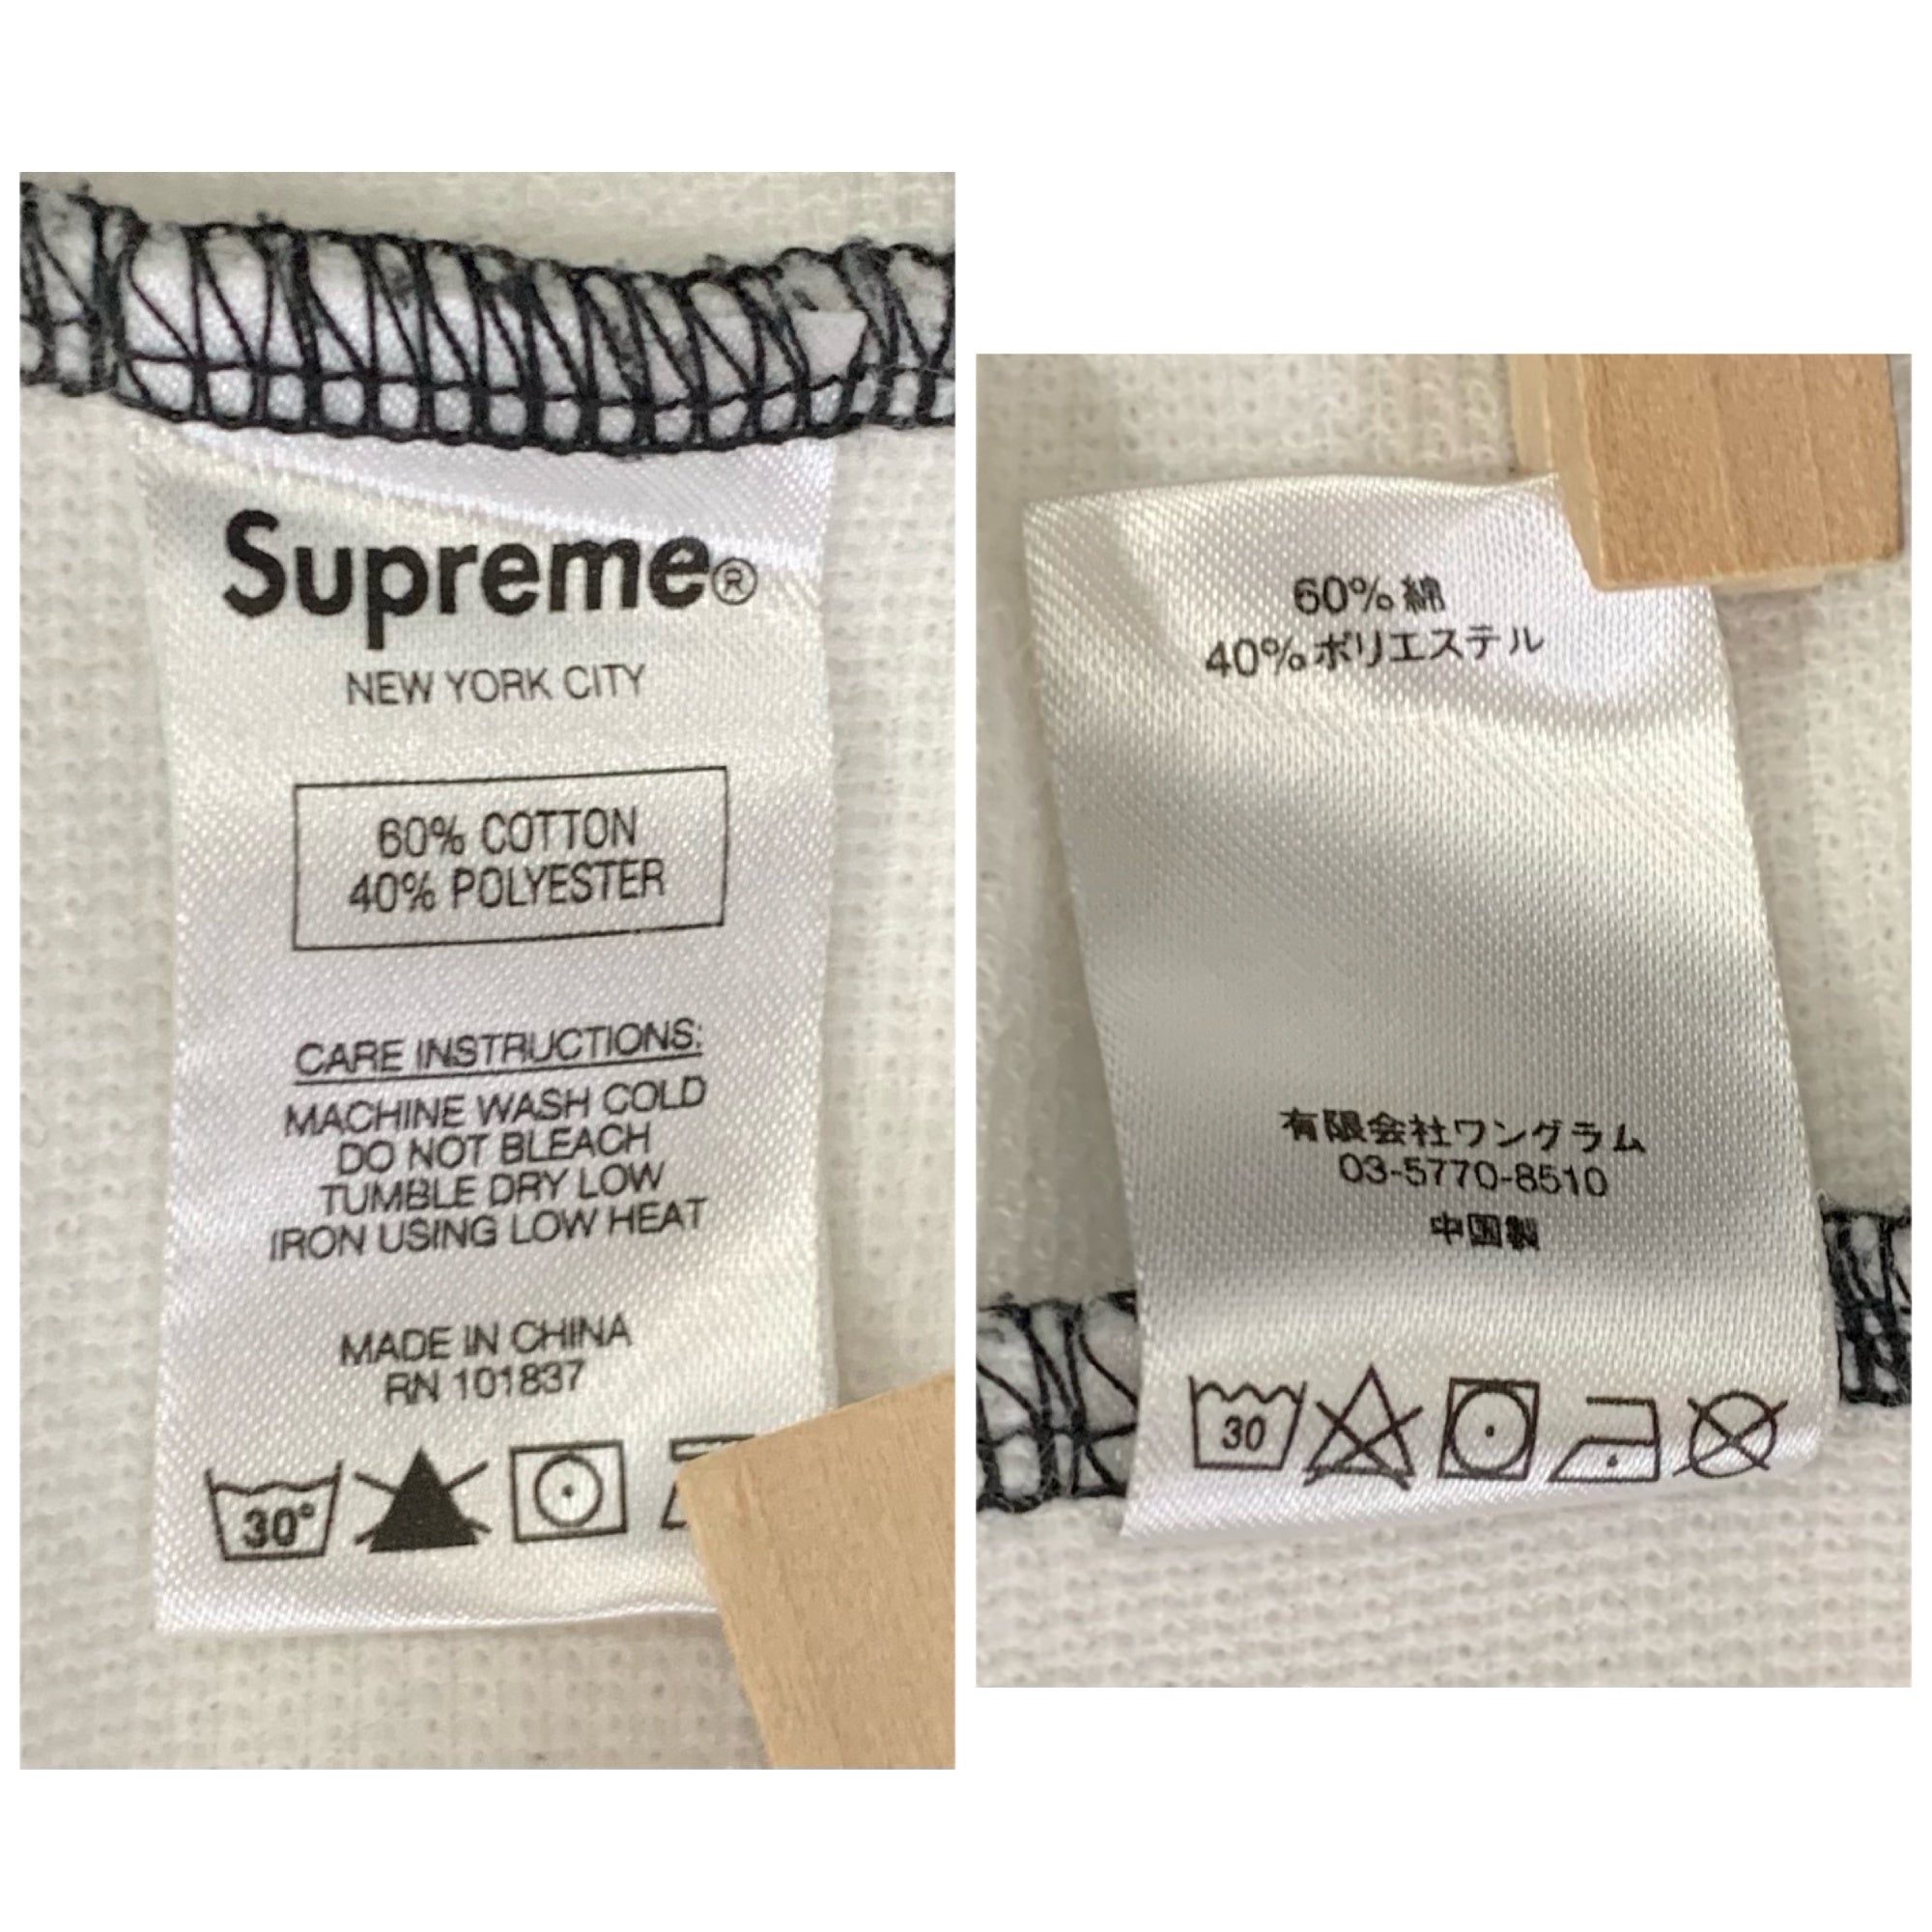 Supreme®
NEW YORK CITY
60% COTTON
40% POLYESTER
CARE INSTRUCTIONS:
MACHINE WASH COLD
DO NOT BLEACH
TUMBLE DRY LOW
IRON USING LOW HEAT
MADE IN CHINA
RN 101837
30°
60%綿
40%ポリエステル
有限会社ワングラム
03-5770-8510
中国製
30